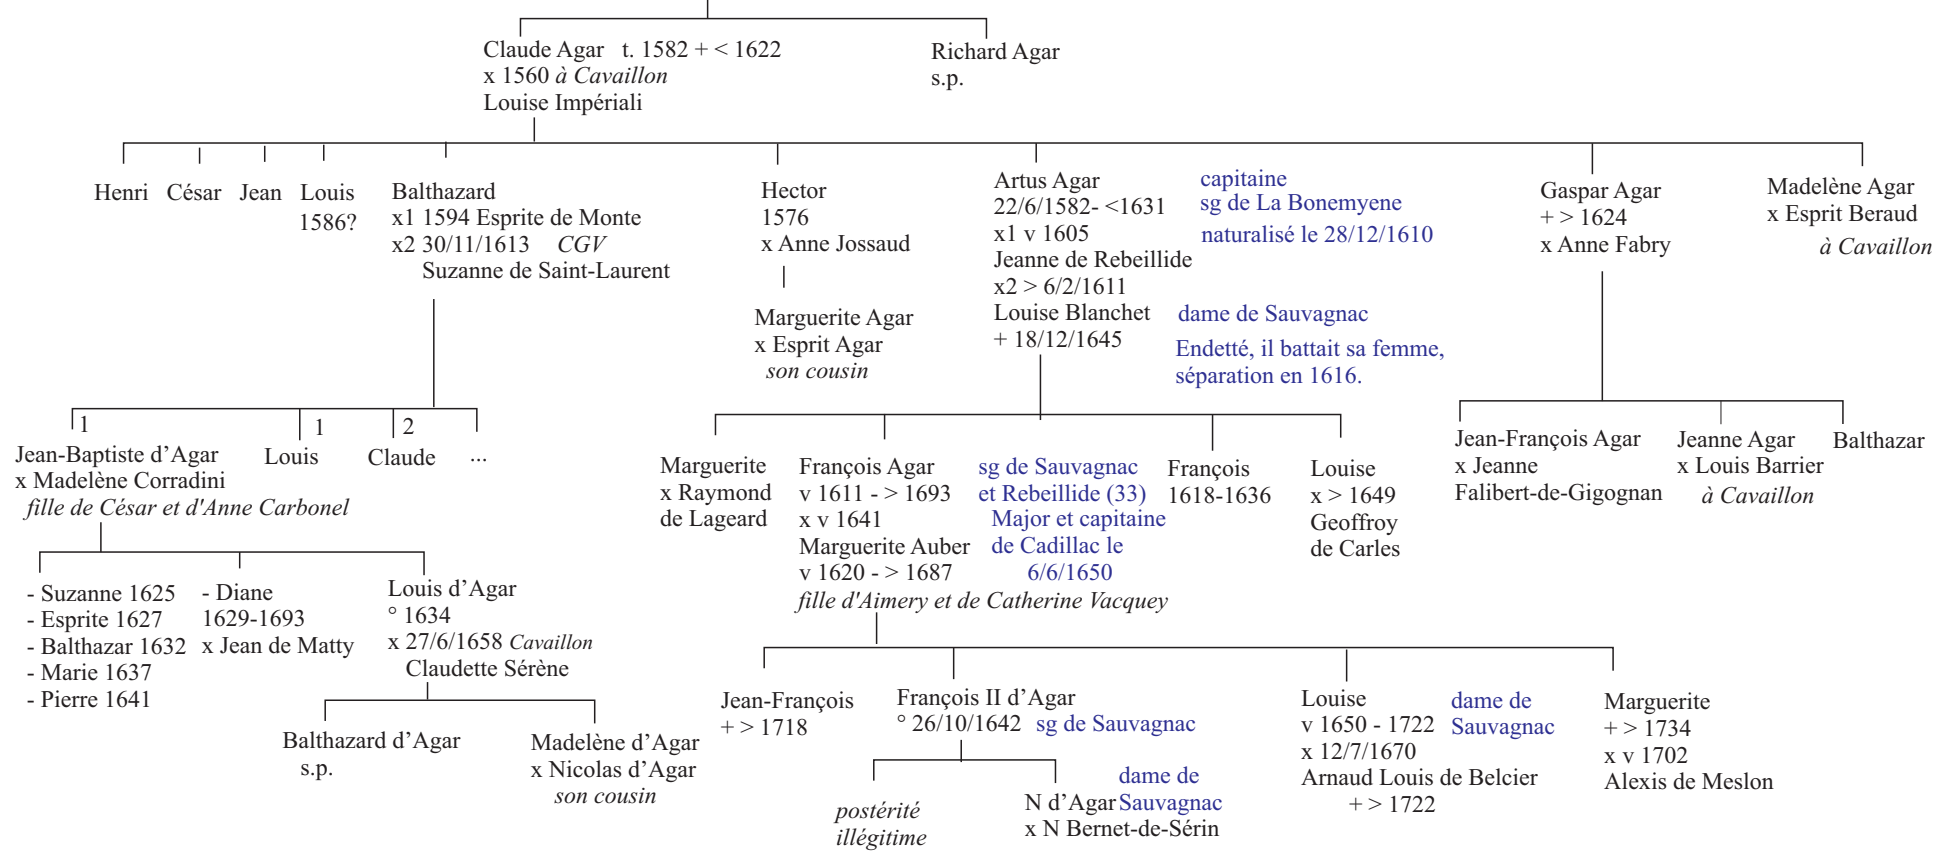 Claude Agar t. 1582 + < 1622
x 1560 à Cavaillon
Louise Impériali
Richard Agar
s.p.
Henri
César
Jean
Louis
1586?
Balthazard
x1 1594 Esprite de Monte
x2 30/11/1613 CGV
Suzanne de Saint-Laurent
Hector
1576
x Anne Jossaud
Marguerite Agar
x Esprit Agar
son cousin
Artus Agar
22/6/1582- <1631
x1 v 1605
Jeanne de Rebeillide
x2 > 6/2/1611
Louise Blanchet
+ 18/12/1645
capitaine
sg de La Bonemyene
naturalisé le 28/12/1610
dame de Sauvagnac
Endetté, il battait sa femme,
séparation en 1616.
Gaspar Agar
+ > 1624
x Anne Fabry
Madelène Agar
x Esprit Beraud
à Cavaillon
1
Jean-Baptiste d'Agar
x Madelène Corradini
fille de César et d'Anne Carbonel
1
Louis
2
Claude
...
Marguerite
x Raymond
de Lageard
François Agar
v 1611 - > 1693
x v 1641
Marguerite Auber
v 1620 - > 1687
fille d'Aimery et de Catherine Vacquey
sg de Sauvagnac
et Rebeillide (33)
Major et capitaine
de Cadillac le
6/6/1650
François
1618-1636
Louise
x > 1649
Geoffroy
de Carles
Jean-François Agar
x Jeanne
Falibert-de-Gigognan
Jeanne Agar
x Louis Barrier
à Cavaillon
Balthazar
- Suzanne 1625
- Esprite 1627
- Balthazar 1632
- Marie 1637
- Pierre 1641
- Diane
1629-1693
x Jean de Matty
Louis d'Agar
° 1634
x 27/6/1658 Cavaillon
Claudette Sérène
Balthazard d'Agar
s.p.
Madelène d'Agar
x Nicolas d'Agar
son cousin
Jean-François
+ > 1718
François II d'Agar
° 26/10/1642 sg de Sauvagnac
postérité
illégitime
dame de
N d'Agar Sauvagnac
x N Bernet-de-Sérin
Louise
v 1650 - 1722
x 12/7/1670
Arnaud Louis de Belcier
+ > 1722
dame de
Sauvagnac
Marguerite
+ > 1734
x v 1702
Alexis de Meslon